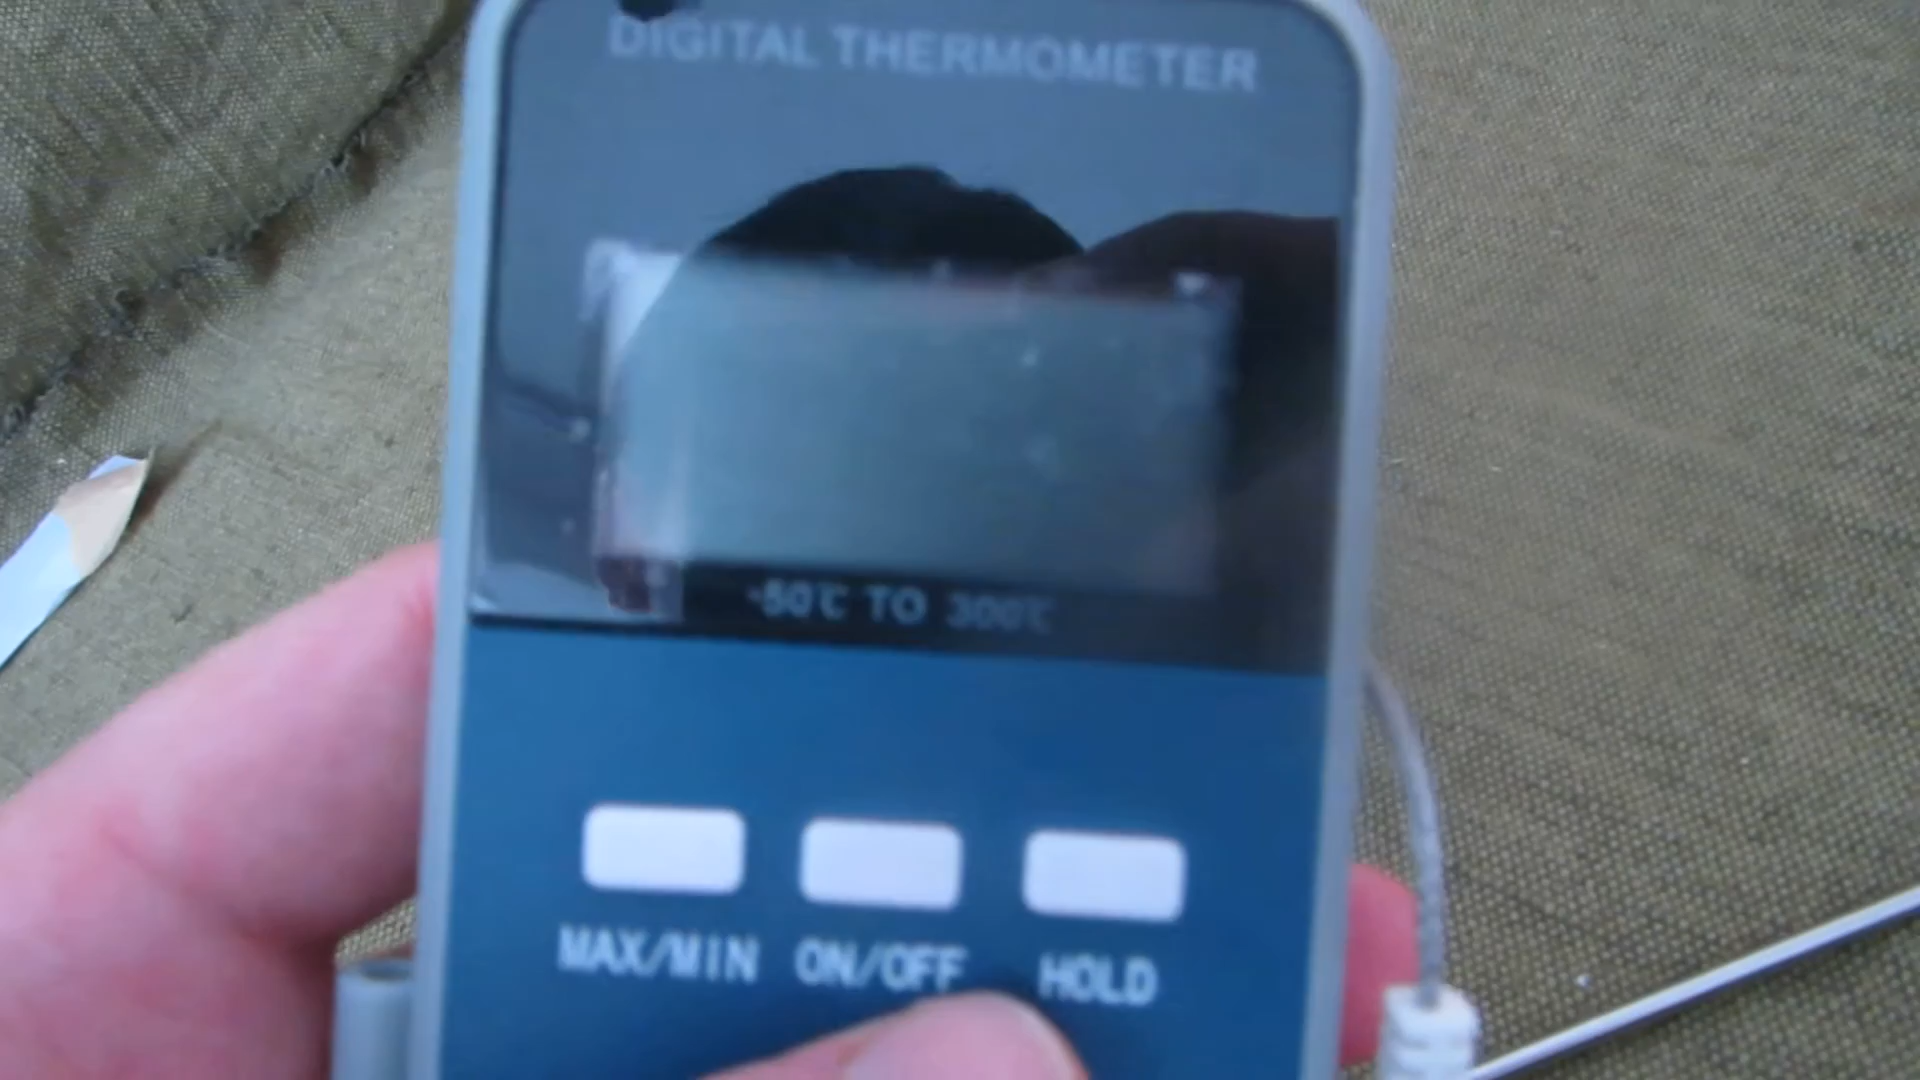 DIGITAL THERMOMETER
-50℃ TO 300℃
MAX/MIN ON/OFF HOLD